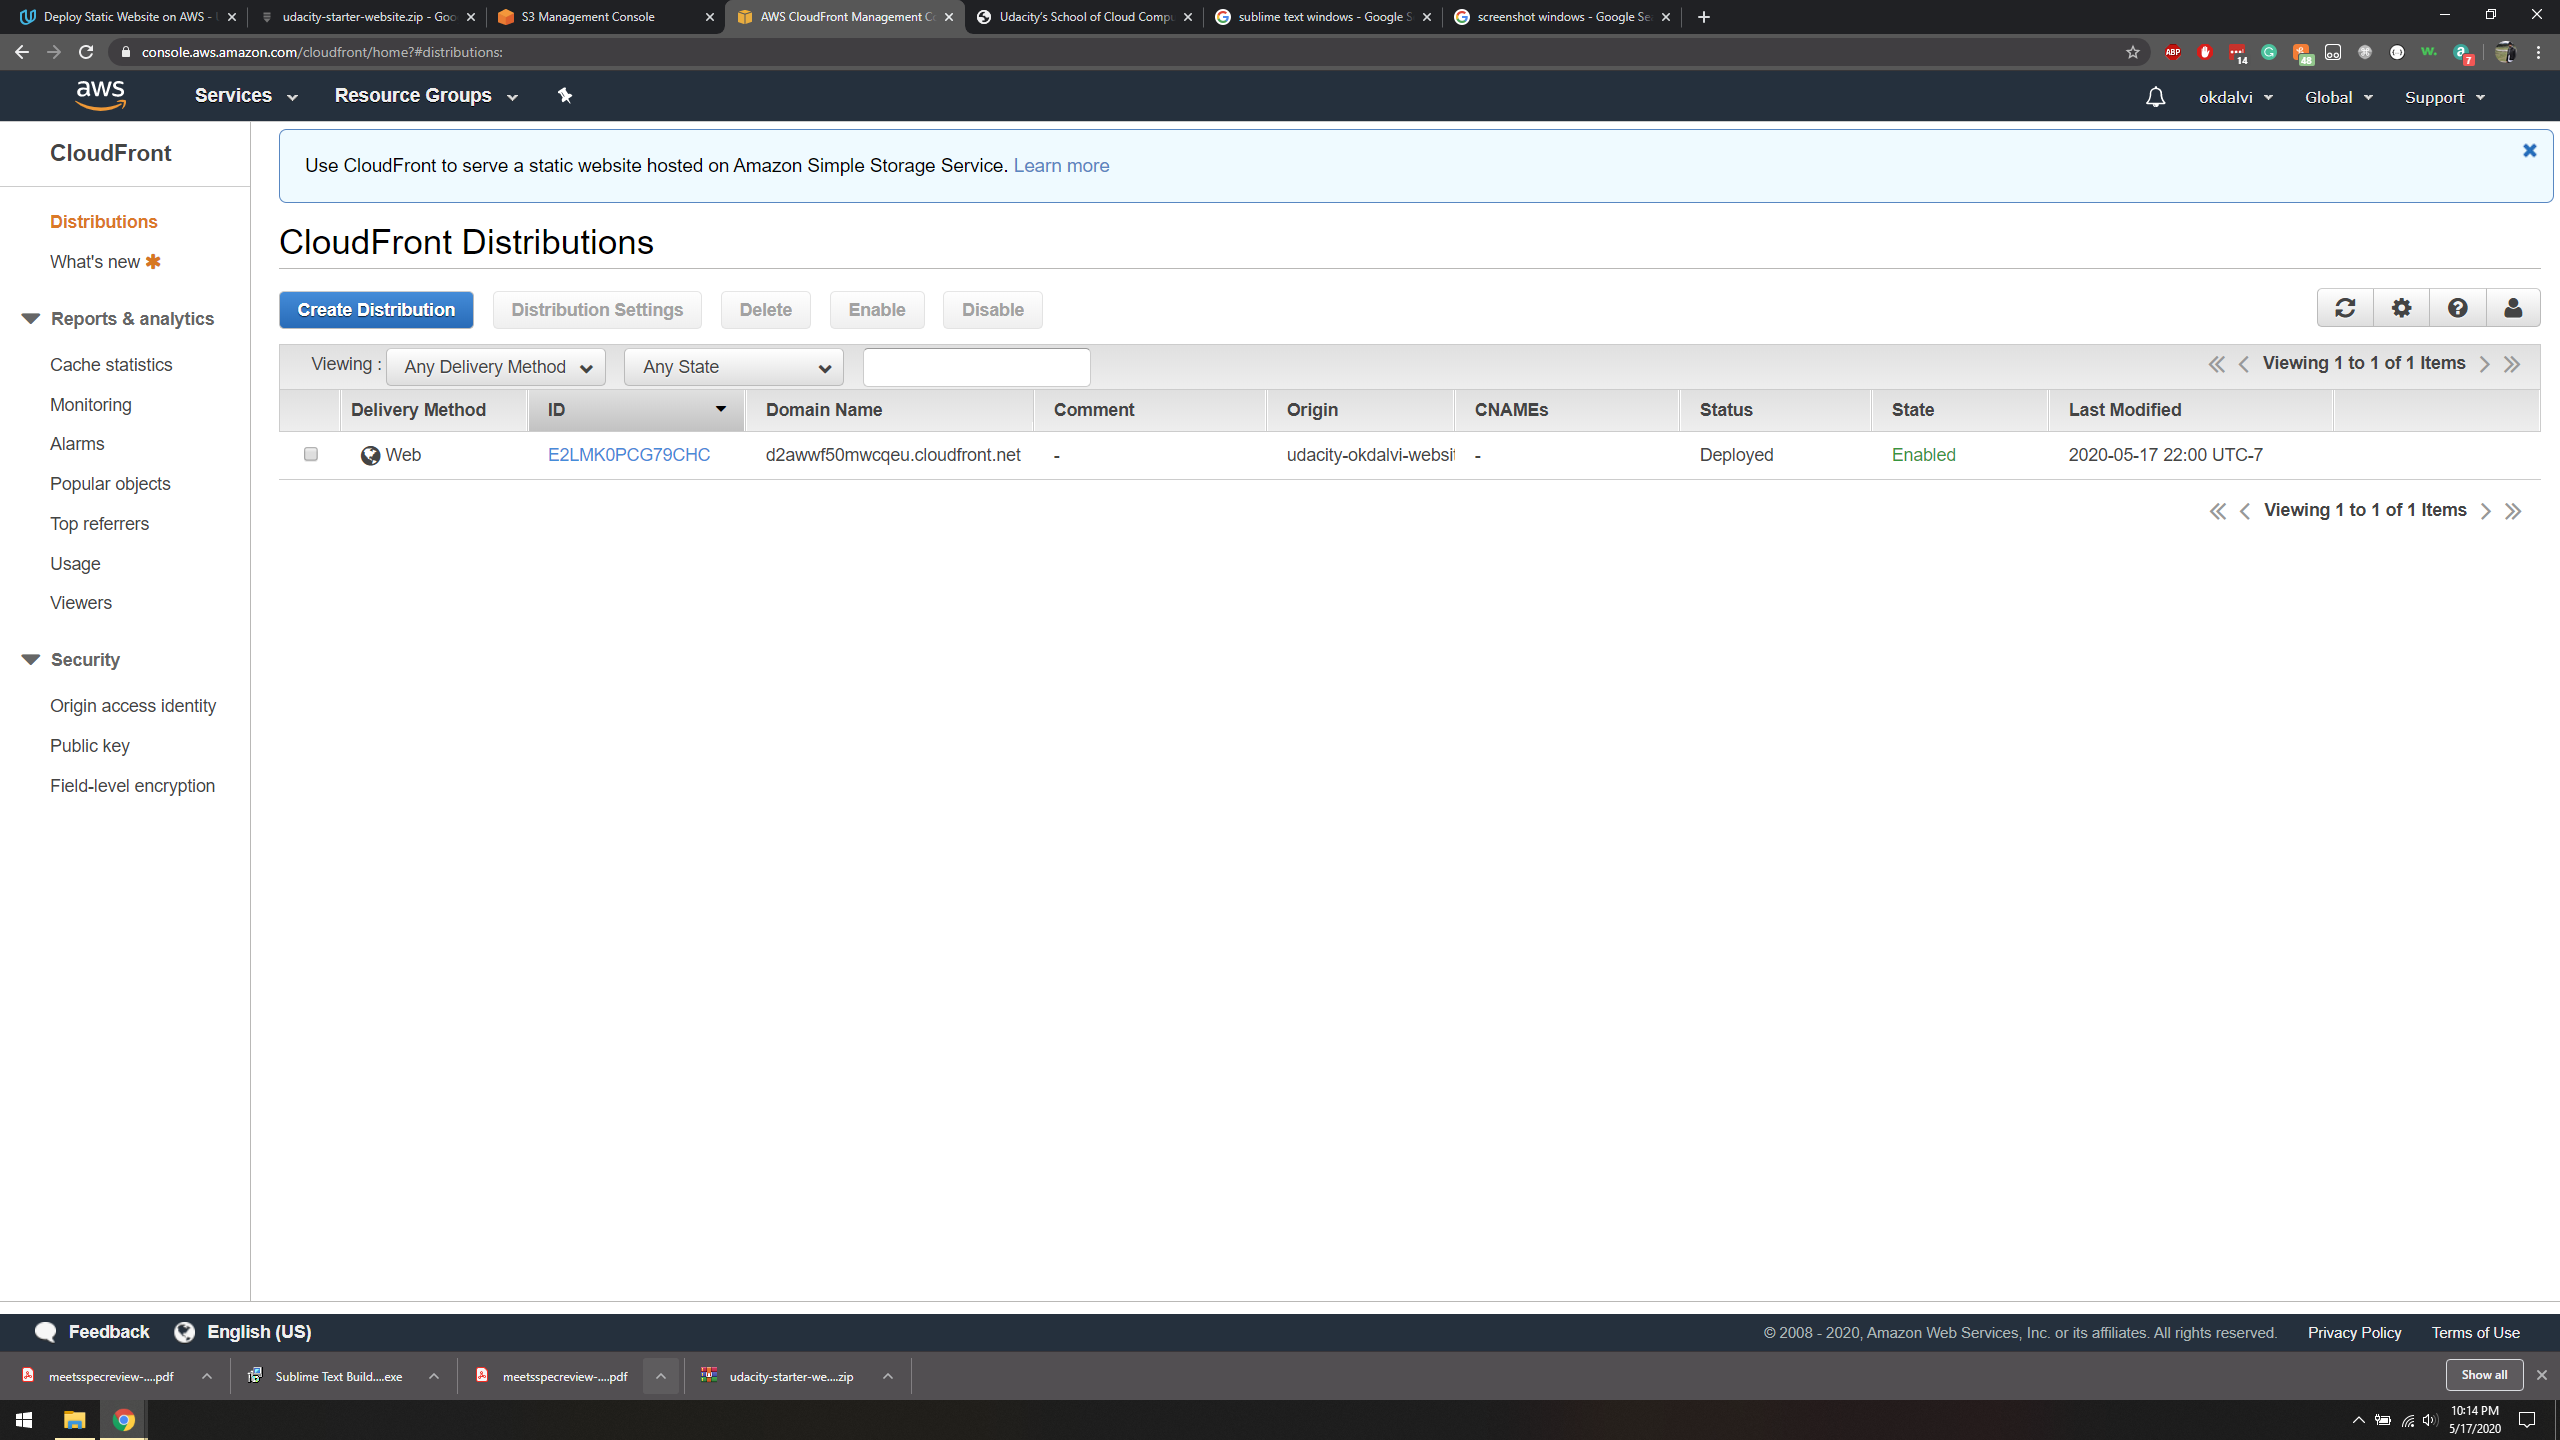 Deploy Static Website on AWS -
udacity-starter-website.zip - Goo
S3 Management Console
AWS CloudFront Management Co
Udacity's School of Cloud Compu
sublime text windows - Google S
screenshot windows - Google Sea
console.aws.amazon.com/cloudfront/home?#distributions:
ABP
14
48
w.
7
aws
Services
Resource Groups
okdalvi
Global
Support
CloudFront
Distributions
What's new
Reports & analytics
Cache statistics
Monitoring
Alarms
Popular objects
Top referrers
Usage
Viewers
Security
Origin access identity
Public key
Field-level encryption
Use CloudFront to serve a static website hosted on Amazon Simple Storage Service. Learn more
CloudFront Distributions
Create Distribution
Distribution Settings
Delete
Enable
Disable
Viewing :
Any Delivery Method
Any State
Viewing 1 to 1 of 1 Items
Delivery Method
ID
Domain Name
Comment
Origin
CNAMEs
Status
State
Last Modified
Web
E2LMK0PCG79CHC
d2awwf50mwcqeu.cloudfront.net
-
udacity-okdalvi-websit
-
Deployed
Enabled
2020-05-17 22:00 UTC-7
Viewing 1 to 1 of 1 Items
Feedback
English (US)
© 2008 - 2020, Amazon Web Services, Inc. or its affiliates. All rights reserved.
Privacy Policy
Terms of Use
meetsspecreview-....pdf
Sublime Text Build....exe
meetsspecreview-....pdf
udacity-starter-we....zip
Show all
10:14 PM
5/17/2020